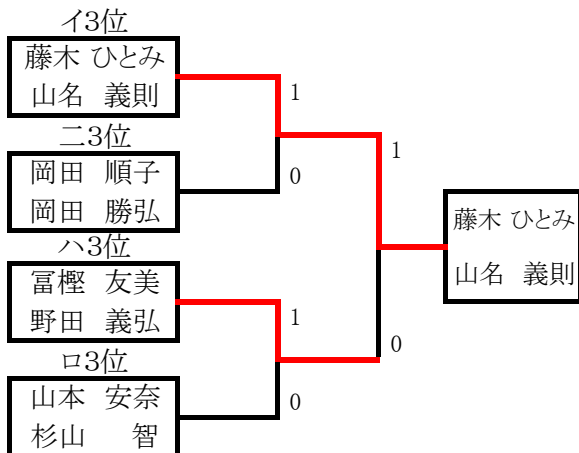 イ3位
藤木 ひとみ
山名 義則
1
ニ3位
岡田 順子
岡田 勝弘
0
1
藤木 ひとみ
山名 義則
ハ3位
冨樫 友美
野田 義弘
1
0
ロ3位
山本 安奈
杉山 智
0